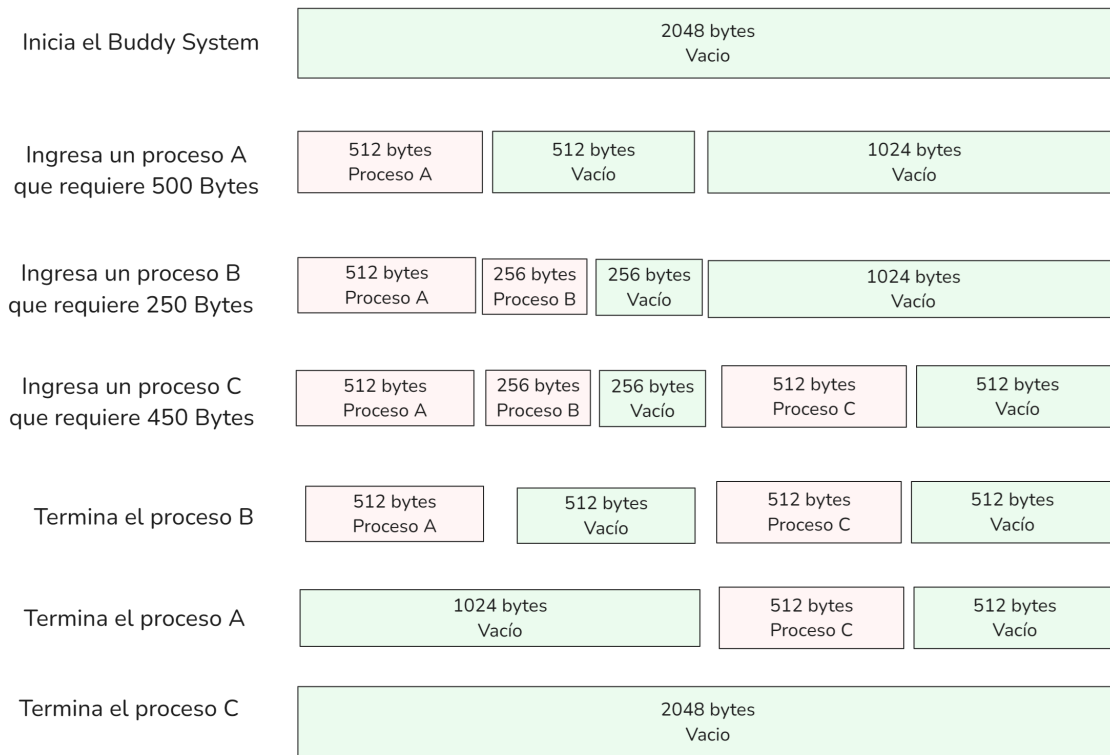 Inicia el Buddy System
2048 bytes
Vacio
Ingresa un proceso A
que requiere 500 Bytes
512 bytes
Proceso A
512 bytes
Vacío
1024 bytes
Vacío
Ingresa un proceso B
que requiere 250 Bytes
512 bytes
Proceso A
256 bytes
Proceso B
256 bytes
Vacío
1024 bytes
Vacío
Ingresa un proceso C
que requiere 450 Bytes
512 bytes
Proceso A
256 bytes
Proceso B
256 bytes
Vacío
512 bytes
Proceso C
512 bytes
Vacío
Termina el proceso B
512 bytes
Proceso A
512 bytes
Vacío
512 bytes
Proceso C
512 bytes
Vacío
Termina el proceso A
1024 bytes
Vacío
512 bytes
Proceso C
512 bytes
Vacío
Termina el proceso C
2048 bytes
Vacio